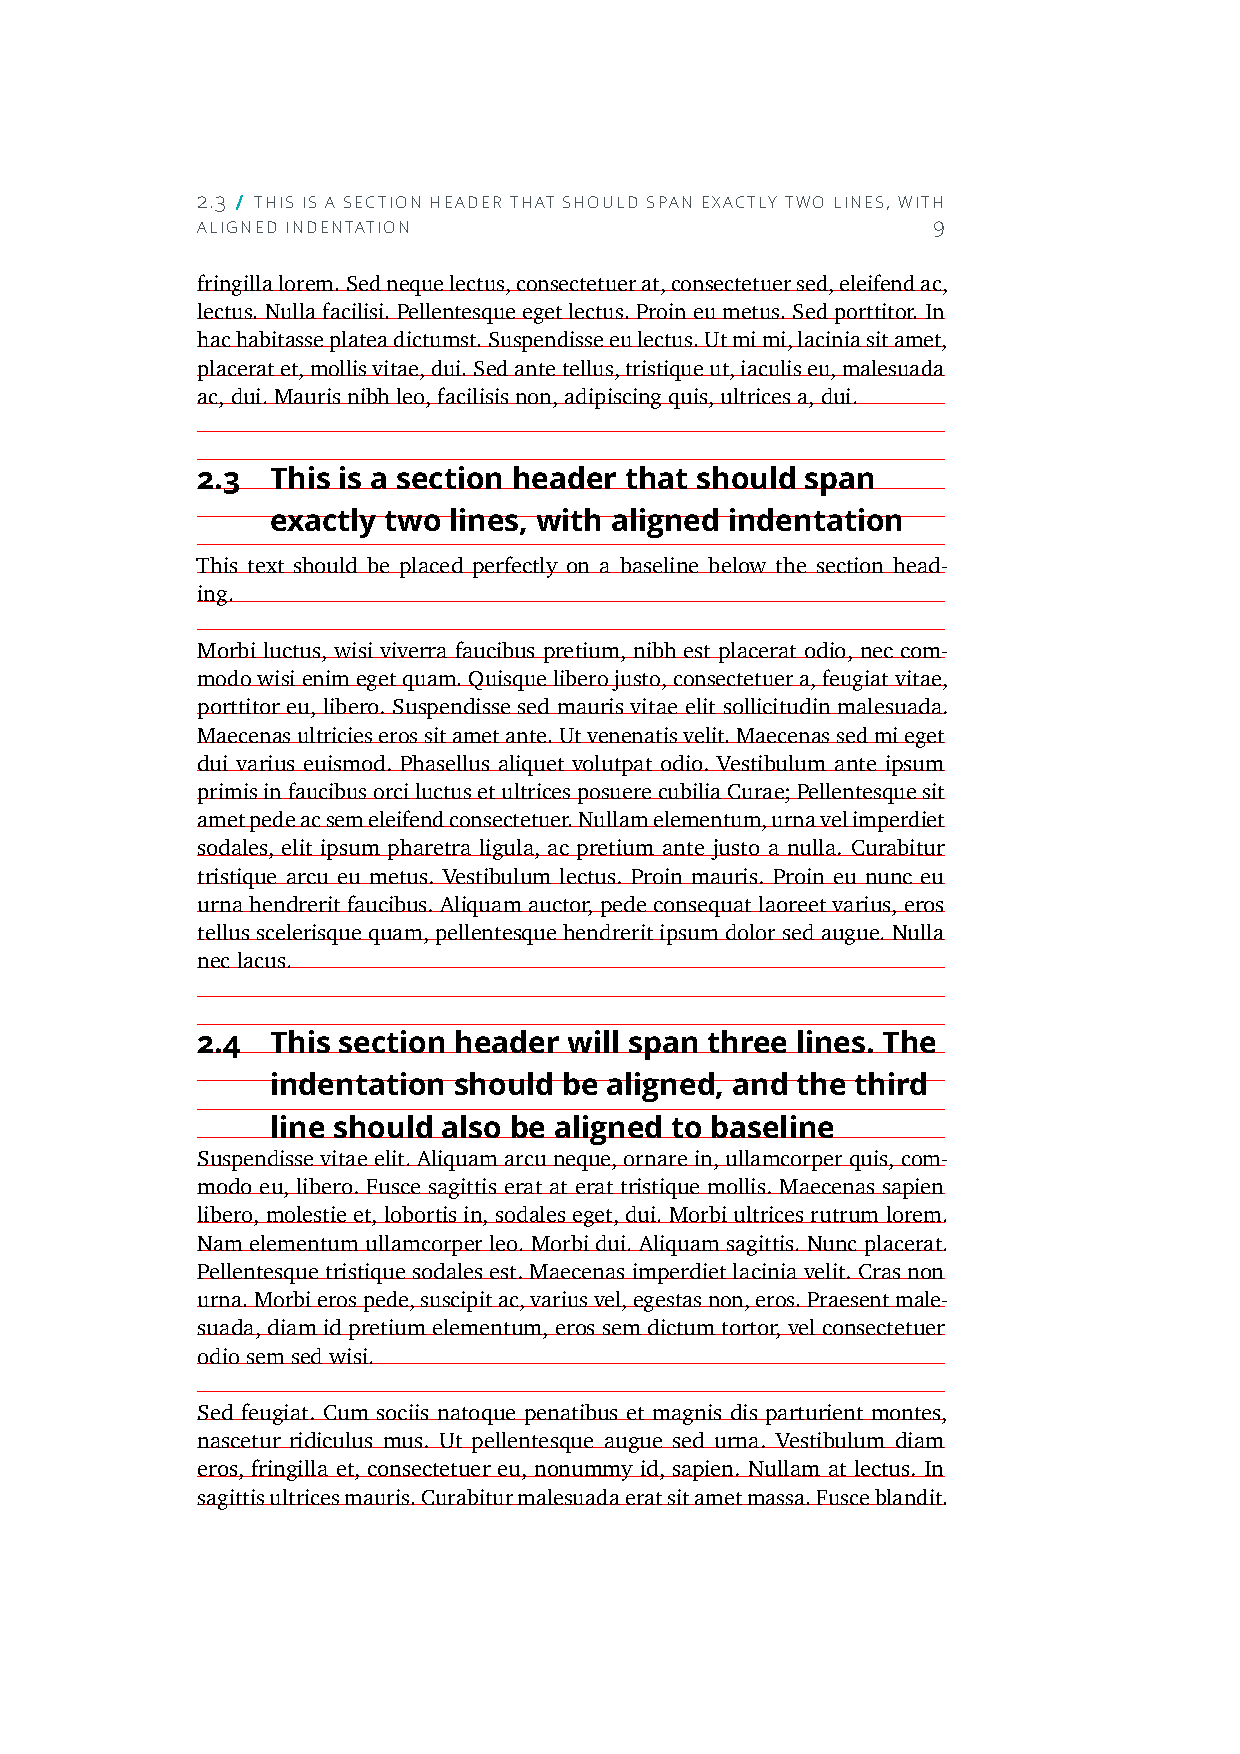 2.3 / THIS IS A SECTION HEADER THAT SHOULD SPAN EXACTLY TWO LINES, WITH
ALIGNED INDENTATION 9
fringilla lorem. Sed neque lectus, consectetuer at, consectetuer sed, eleifend ac,
lectus. Nulla facilisi. Pellentesque eget lectus. Proin eu metus. Sed porttitor. In
hac habitasse platea dictumst. Suspendisse eu lectus. Ut mi mi, lacinia sit amet,
placerat et, mollis vitae, dui. Sed ante tellus, tristique ut, iaculis eu, malesuada
ac, dui. Mauris nibh leo, facilisis non, adipiscing quis, ultrices a, dui.
2.3 This is a section header that should span
exactly two lines, with aligned indentation
This text should be placed perfectly on a baseline below the section head-
ing.
Morbi luctus, wisi viverra faucibus pretium, nibh est placerat odio, nec com-
modo wisi enim eget quam. Quisque libero justo, consectetuer a, feugiat vitae,
porttitor eu, libero. Suspendisse sed mauris vitae elit sollicitudin malesuada.
Maecenas ultricies eros sit amet ante. Ut venenatis velit. Maecenas sed mi eget
dui varius euismod. Phasellus aliquet volutpat odio. Vestibulum ante ipsum
primis in faucibus orci luctus et ultrices posuere cubilia Curae; Pellentesque sit
amet pede ac sem eleifend consectetuer. Nullam elementum, urna vel imperdiet
sodales, elit ipsum pharetra ligula, ac pretium ante justo a nulla. Curabitur
tristique arcu eu metus. Vestibulum lectus. Proin mauris. Proin eu nunc eu
urna hendrerit faucibus. Aliquam auctor, pede consequat laoreet varius, eros
tellus scelerisque quam, pellentesque hendrerit ipsum dolor sed augue. Nulla
nec lacus.
2.4 This section header will span three lines. The
indentation should be aligned, and the third
line should also be aligned to baseline
Suspendisse vitae elit. Aliquam arcu neque, ornare in, ullamcorper quis, com-
modo eu, libero. Fusce sagittis erat at erat tristique mollis. Maecenas sapien
libero, molestie et, lobortis in, sodales eget, dui. Morbi ultrices rutrum lorem.
Nam elementum ullamcorper leo. Morbi dui. Aliquam sagittis. Nunc placerat.
Pellentesque tristique sodales est. Maecenas imperdiet lacinia velit. Cras non
urna. Morbi eros pede, suscipit ac, varius vel, egestas non, eros. Praesent male-
suada, diam id pretium elementum, eros sem dictum tortor, vel consectetuer
odio sem sed wisi.
Sed feugiat. Cum sociis natoque penatibus et magnis dis parturient montes,
nascetur ridiculus mus. Ut pellentesque augue sed urna. Vestibulum diam
eros, fringilla et, consectetuer eu, nonummy id, sapien. Nullam at lectus. In
sagittis ultrices mauris. Curabitur malesuada erat sit amet massa. Fusce blandit.